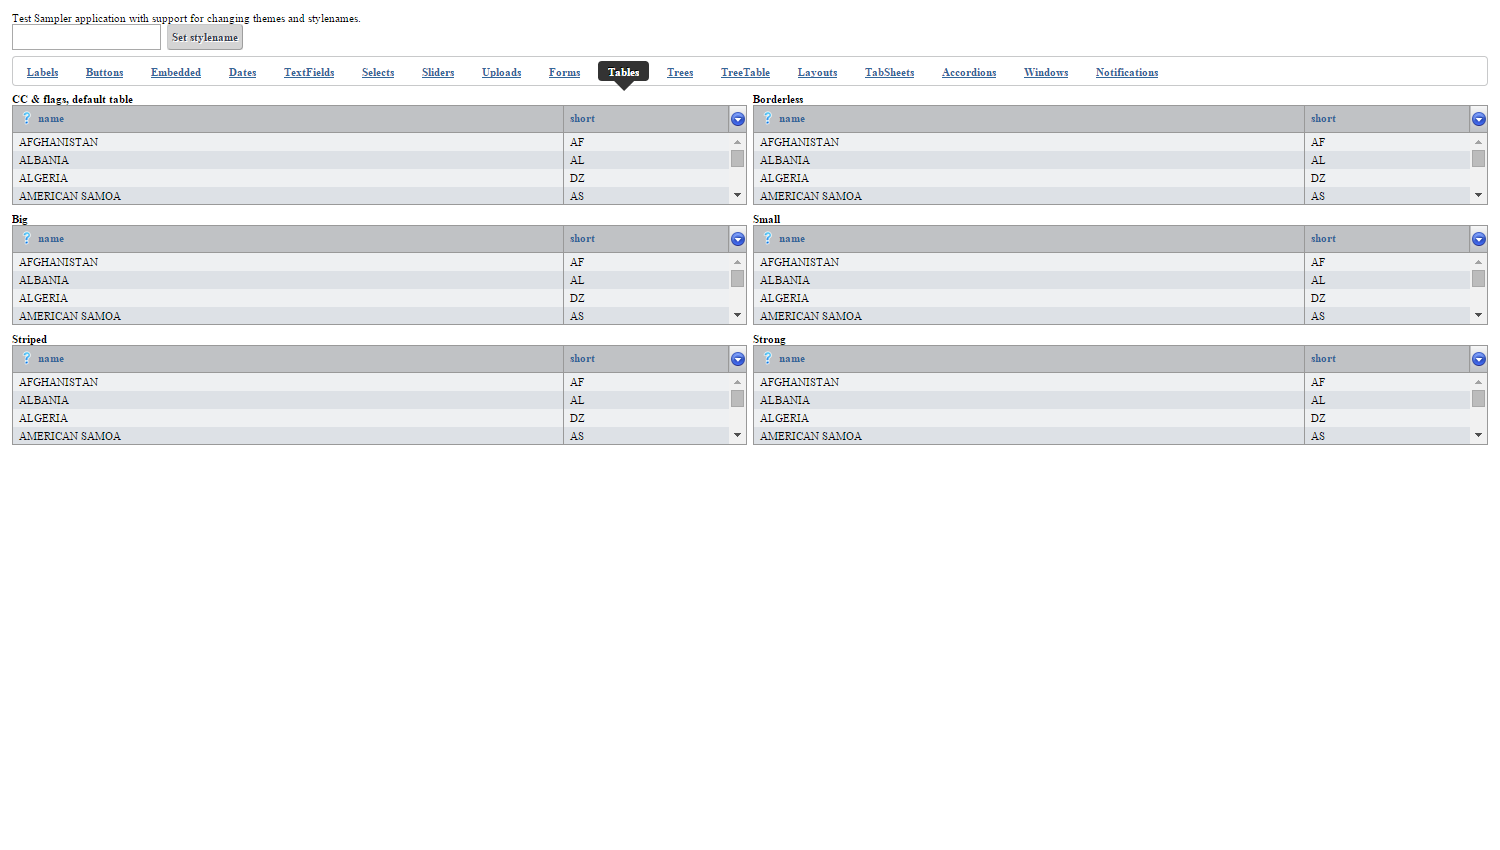 Test Sampler application with support for changing themes and stylenames.
Set stylename
Labels Buttons Embedded Dates TextFields Selects Sliders Uploads Forms Tables Trees TreeTable Layouts TabSheets Accordions Windows Notifications
CC & flags, default table
? name short
AFGHANISTAN AF
ALBANIA AL
ALGERIA DZ
AMERICAN SAMOA AS
Borderless
? name short
AFGHANISTAN AF
ALBANIA AL
ALGERIA DZ
AMERICAN SAMOA AS
Big
? name short
AFGHANISTAN AF
ALBANIA AL
ALGERIA DZ
AMERICAN SAMOA AS
Small
? name short
AFGHANISTAN AF
ALBANIA AL
ALGERIA DZ
AMERICAN SAMOA AS
Striped
? name short
AFGHANISTAN AF
ALBANIA AL
ALGERIA DZ
AMERICAN SAMOA AS
Strong
? name short
AFGHANISTAN AF
ALBANIA AL
ALGERIA DZ
AMERICAN SAMOA AS